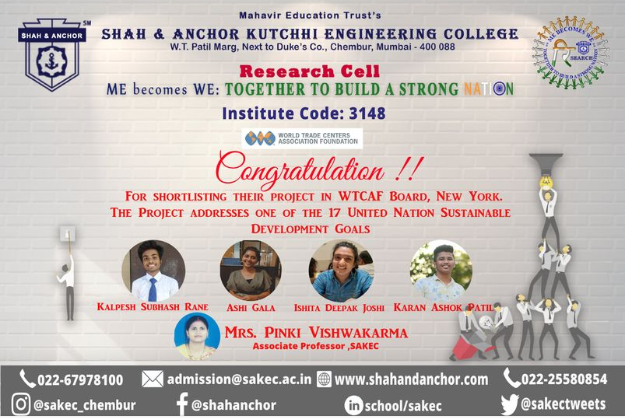 Mahavir Education Trust's
SHAH & ANCHOR
SM
SHAH & ANCHOR KUTCHHI ENGINEERING COLLEGE
W.T. Patil Marg, Next to Duke's Co., Chembur, Mumbai - 400 088
Research Cell
ME becomes WE: TOGETHER TO BUILD A STRONG NATION
Institute Code: 3148
WORLD TRADE CENTERS
ASSOCIATION FOUNDATION
Congratulation !!
For shortlisting their project in WTCAF Board, New York.
The Project addresses one of the 17 United Nation Sustainable
Development Goals
Kalpesh Subhash Rane Ashi Gala Ishita Deepak Joshi Karan Ashok Patil
Mrs. Pinki Vishwakarma
Associate Professor ,SAKEC
022-67978100 admission@sakec.ac.in www.shahandanchor.com 022-25580854
@sakec_chembur @shahanchor school/sakec @sakectweets